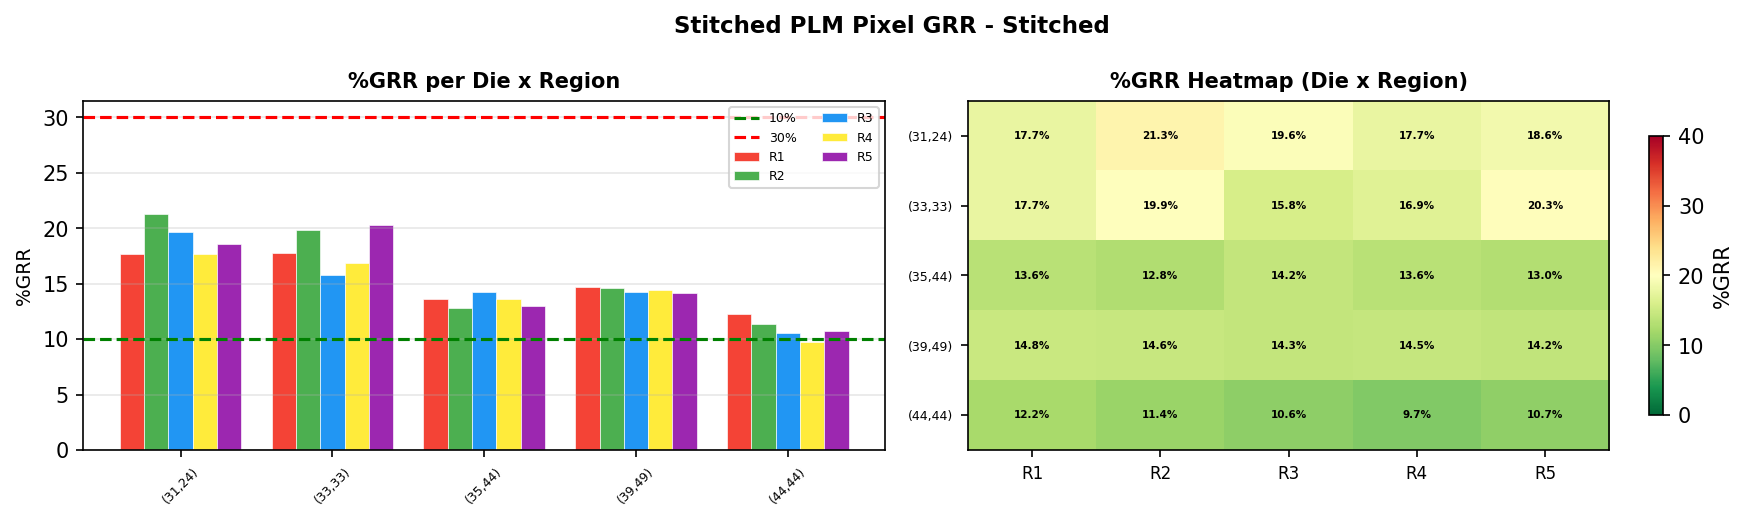 Stitched PLM Pixel GRR - Stitched
%GRR per Die x Region
%GRR
30
25
20
15
10
5
0
10%
30%
R1
R2
R3
R4
R5
(31,24)
(33,33)
(35,44)
(39,49)
(44,44)
%GRR Heatmap (Die x Region)
(31,24) 17.7% 21.3% 19.6% 17.7% 18.6%
(33,33) 17.7% 19.9% 15.8% 16.9% 20.3%
(35,44) 13.6% 12.8% 14.2% 13.6% 13.0%
(39,49) 14.8% 14.6% 14.3% 14.5% 14.2%
(44,44) 12.2% 11.4% 10.6% 9.7% 10.7%
R1 R2 R3 R4 R5
40
30
20
10
0
%GRR